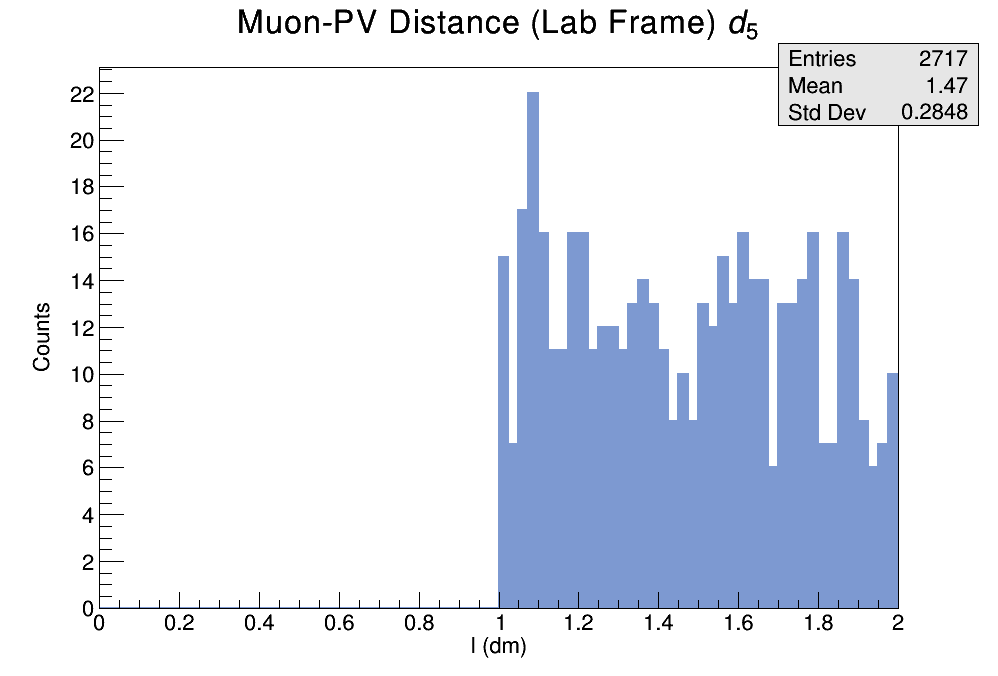 Muon-PV Distance (Lab Frame) d5
Entries 2717
Mean 1.47
Std Dev 0.2848
22
20
18
16
14
12
10
8
6
4
2
0
Counts
0 0.2 0.4 0.6 0.8 1 1.2 1.4 1.6 1.8 2
l (dm)